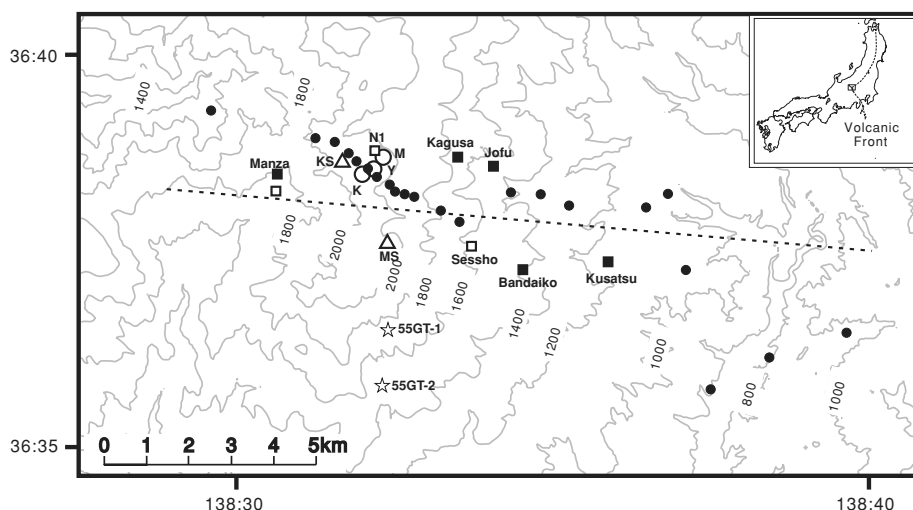 36:40
1400
1800
N1
M
KS
Kagusa
Jofu
Manza
Y
K
Volcanic
Front
1800
2000
MS
2000
1800
1600
Sessho
Bandaiko
Kusatsu
55GT-1
1400
1200
1000
55GT-2
800
1000
36:35
0 1 2 3 4 5km
138:30
138:40